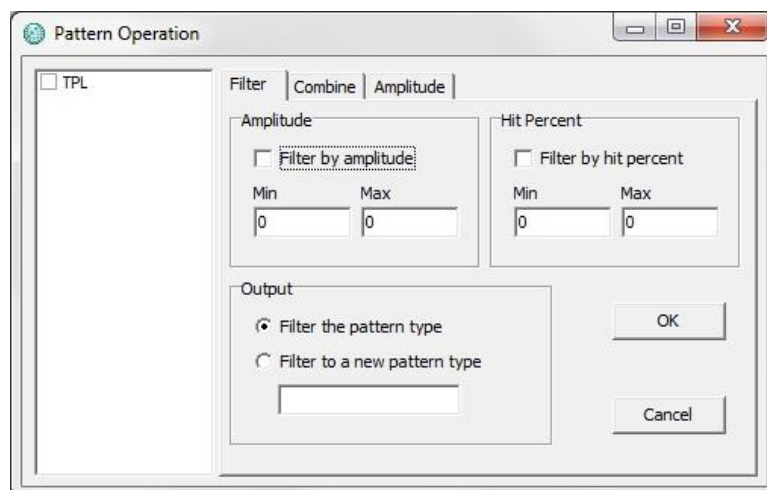 Pattern Operation
TPL
Filter Combine Amplitude
Amplitude
Filter by amplitude
Min Max
0 0
Hit Percent
Filter by hit percent
Min Max
0 0
Output
Filter the pattern type
Filter to a new pattern type
OK
Cancel